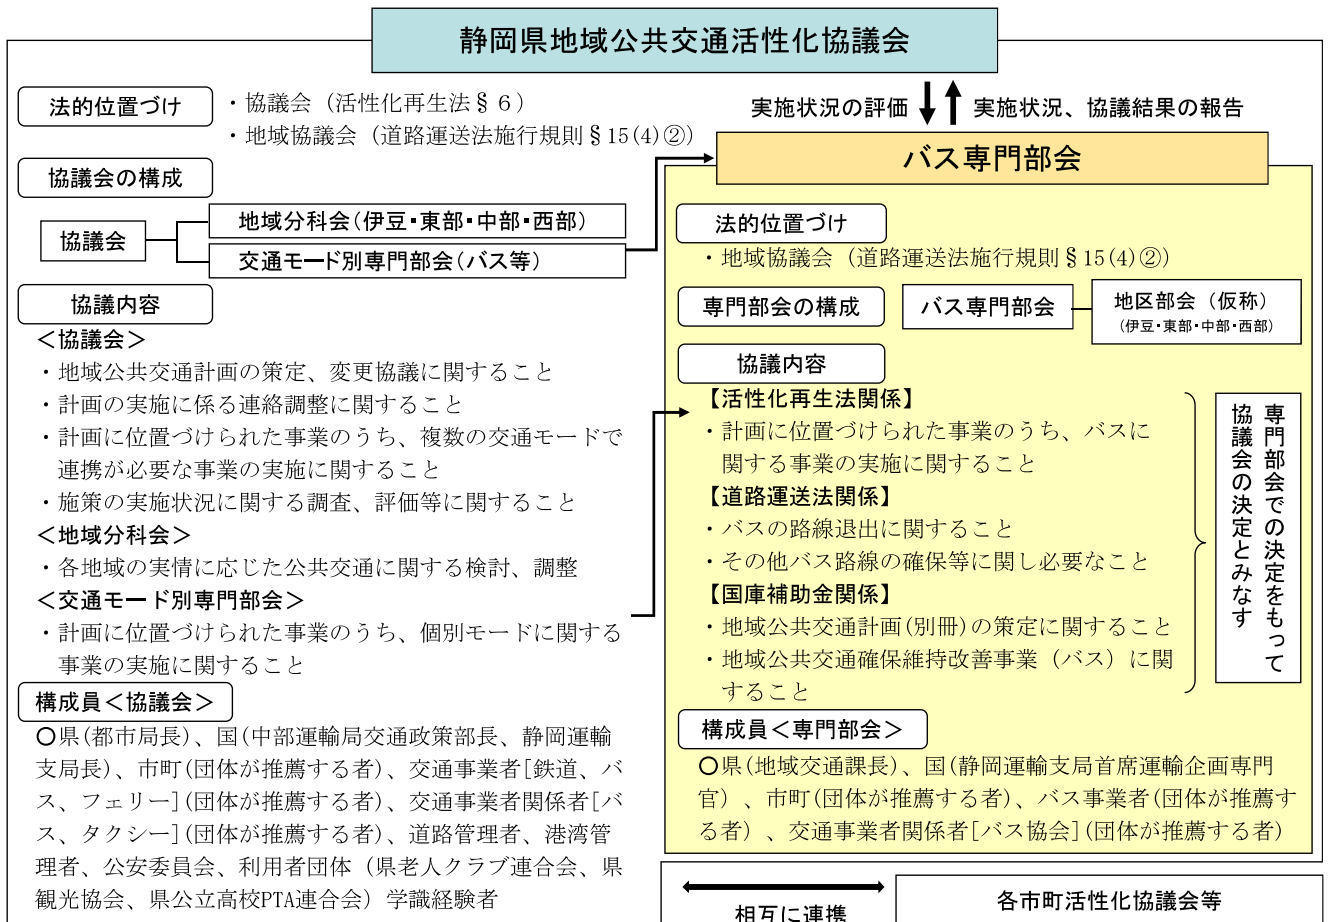 静岡県地域公共交通活性化協議会
法的位置づけ
・協議会（活性化再生法§６）
・地域協議会（道路運送法施行規則§15(4)②）
協議会の構成
協議会
地域分科会(伊豆・東部・中部・西部)
交通モード別専門部会(バス等)
協議内容
＜協議会＞
・地域公共交通計画の策定、変更協議に関すること
・計画の実施に係る連絡調整に関すること
・計画に位置づけられた事業のうち、複数の交通モードで
連携が必要な事業の実施に関すること
・施策の実施状況に関する調査、評価等に関すること
＜地域分科会＞
・各地域の実情に応じた公共交通に関する検討、調整
＜交通モード別専門部会＞
・計画に位置づけられた事業のうち、個別モードに関する
事業の実施に関すること
構成員＜協議会＞
○県(都市局長)、国(中部運輸局交通政策部長、静岡運輸
支局長)、市町(団体が推薦する者)、交通事業者[鉄道、バ
ス、フェリー](団体が推薦する者)、交通事業者関係者[バ
ス、タクシー](団体が推薦する者)、道路管理者、港湾管
理者、公安委員会、利用者団体（県老人クラブ連合会、県
観光協会、県公立高校PTA連合会）学識経験者
実施状況の評価
実施状況、協議結果の報告
バス専門部会
法的位置づけ
・地域協議会（道路運送法施行規則§15(4)②）
専門部会の構成
バス専門部会
地区部会（仮称）
(伊豆・東部・中部・西部)
協議内容
【活性化再生法関係】
・計画に位置づけられた事業のうち、バスに
関する事業の実施に関すること
【道路運送法関係】
・バスの路線退出に関すること
・その他バス路線の確保等に関し必要なこと
【国庫補助金関係】
・地域公共交通計画(別冊)の策定に関すること
・地域公共交通確保維持改善事業（バス）に関
すること
専門部会での決定をもって
協議会の決定とみなす
構成員＜専門部会＞
○県(地域交通課長)、国(静岡運輸支局首席運輸企画専門
官）、市町(団体が推薦する者)、バス事業者(団体が推薦す
る者）、交通事業者関係者[バス協会](団体が推薦する者)
相互に連携
各市町活性化協議会等